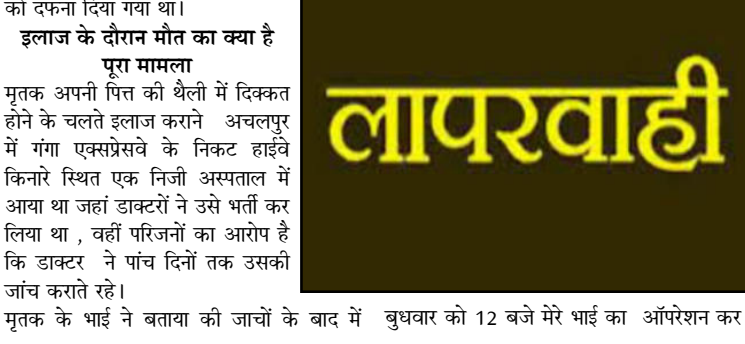 को दफना दिया गया था।
इलाज के दौरान मौत का क्या है
पूरा मामला
मृतक अपनी पित्त की थैली में दिक्कत
होने के चलते इलाज कराने अचलपुर
में गंगा एक्सप्रेसवे के निकट हाईवे
किनारे स्थित एक निजी अस्पताल में
आया था जहां डाक्टरों ने उसे भर्ती कर
लिया था , वहीं परिजनों का आरोप है
कि डाक्टर ने पांच दिनों तक उसकी
जांच कराते रहे।
लापरवाही
मृतक के भाई ने बताया की जाचों के बाद में बुधवार को 12 बजे मेरे भाई का ऑपरेशन कर